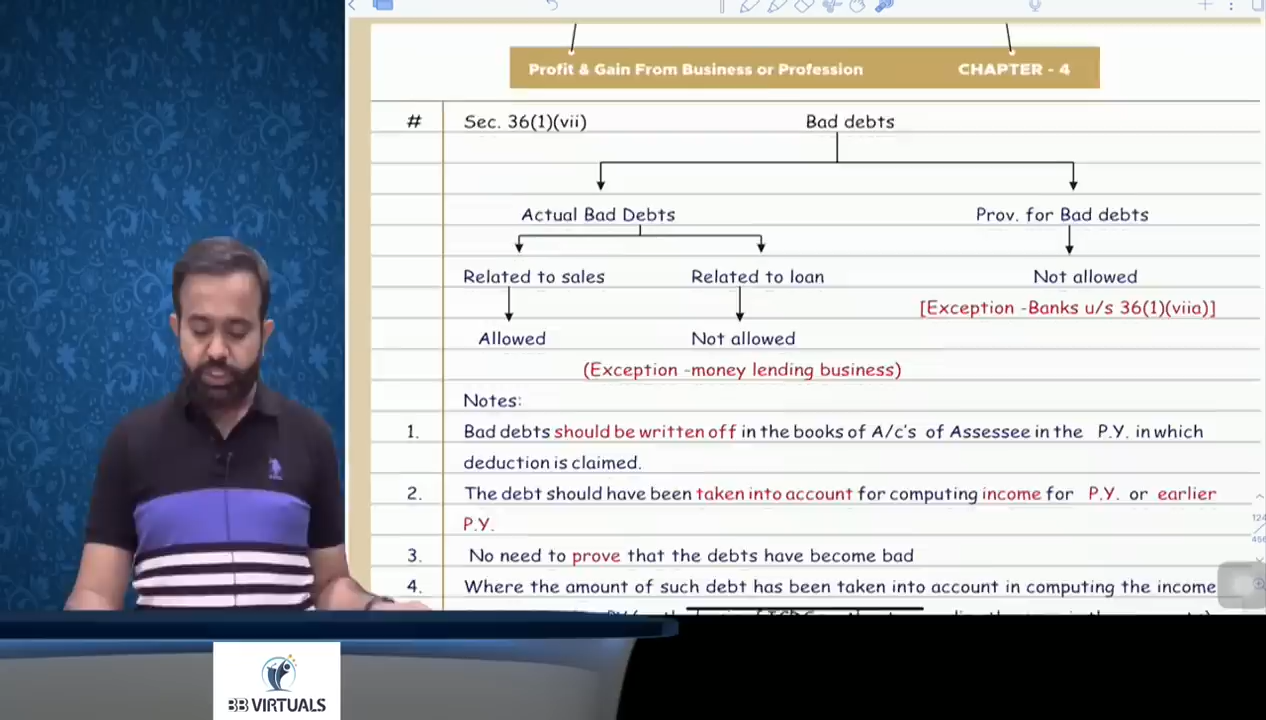 Profit & Gain From Business or Profession CHAPTER - 4
# Sec. 36(1)(vii) Bad debts
Actual Bad Debts Prov. for Bad debts
Related to sales Related to loan Not allowed
[Exception -Banks u/s 36(1)(viia)]
Allowed Not allowed
(Exception -money lending business)
Notes:
1. Bad debts should be written off in the books of A/c's of Assessee in the P.Y. in which
deduction is claimed.
2. The debt should have been taken into account for computing income for P.Y. or earlier
P.Y.
3. No need to prove that the debts have become bad
4. Where the amount of such debt has been taken into account in computing the income
BB VIRTUALS